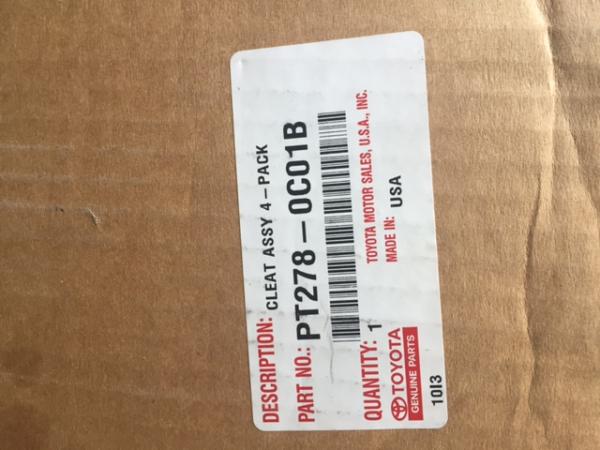 DESCRIPTION: CLEAT ASSY 4-PACK
PART NO.: PT278-0C01B
QUANTITY: 1
TOYOTA MOTOR SALES, U.S.A., INC.
MADE IN: USA
TOYOTA
GENUINE PARTS
10I3